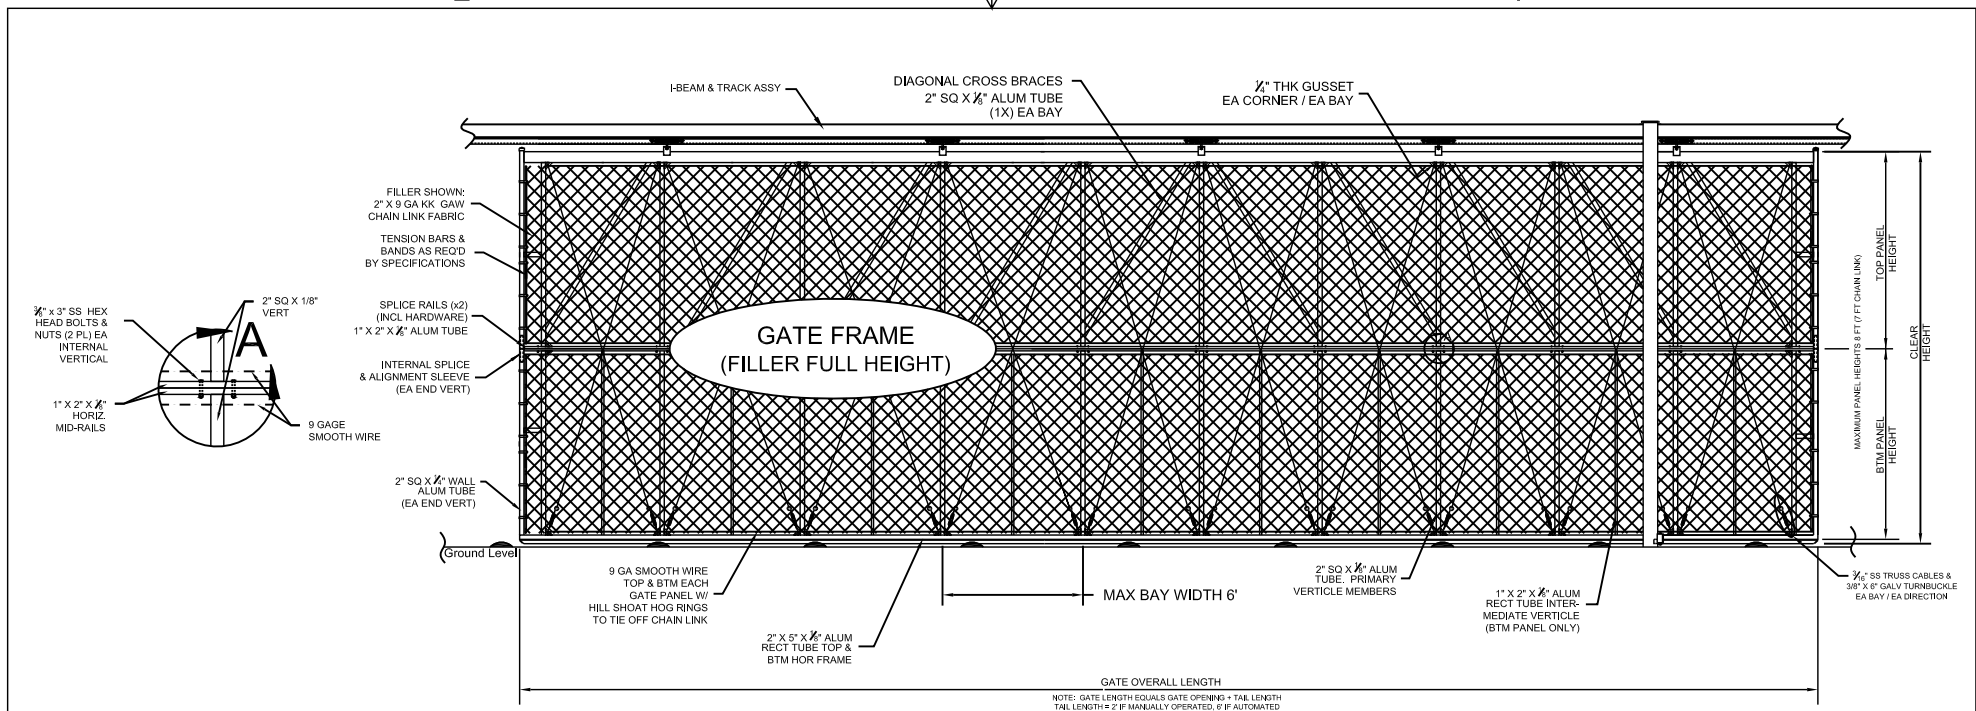 I-BEAM & TRACK ASSY
DIAGONAL CROSS BRACES
2" SQ X ⅛" ALUM TUBE
(1X) EA BAY
¼" THK GUSSET
EA CORNER / EA BAY
FILLER SHOWN:
2" X 9 GA KK GAW
CHAIN LINK FABRIC
TENSION BARS &
BANDS AS REQ'D
BY SPECIFICATIONS
SPLICE RAILS (x2)
(INCL HARDWARE)
1" X 2" X ⅛" ALUM TUBE
INTERNAL SPLICE
& ALIGNMENT SLEEVE
(EA END VERT)
2" SQ X ¼" WALL
ALUM TUBE
(EA END VERT)
⅜" x 3" SS HEX
HEAD BOLTS &
NUTS (2 PL) EA
INTERNAL
VERTICAL
2" SQ X 1/8"
VERT
A
1" X 2" X ⅛"
HORIZ.
MID-RAILS
9 GAGE
SMOOTH WIRE
GATE FRAME
(FILLER FULL HEIGHT)
TOP PANEL
HEIGHT
BTM PANEL
HEIGHT
MAXIMUM PANEL HEIGHTS 8 FT (7 FT CHAIN LINK)
CLEAR
HEIGHT
Ground Level
9 GA SMOOTH WIRE
TOP & BTM EACH
GATE PANEL W/
HILL SHOAT HOG RINGS
TO TIE OFF CHAIN LINK
2" X 5" X ⅛" ALUM
RECT TUBE TOP &
BTM HOR FRAME
MAX BAY WIDTH 6'
2" SQ X ⅛" ALUM
TUBE. PRIMARY
VERTICLE MEMBERS
1" X 2" X ⅛" ALUM
RECT TUBE INTER-
MEDIATE VERTICLE
(BTM PANEL ONLY)
3/16" SS TRUSS CABLES &
3/8" X 6" GALV TURNBUCKLE
EA BAY / EA DIRECTION
GATE OVERALL LENGTH
NOTE: GATE LENGTH EQUALS GATE OPENING + TAIL LENGTH
TAIL LENGTH = 2' IF MANUALLY OPERATED, 6' IF AUTOMATED